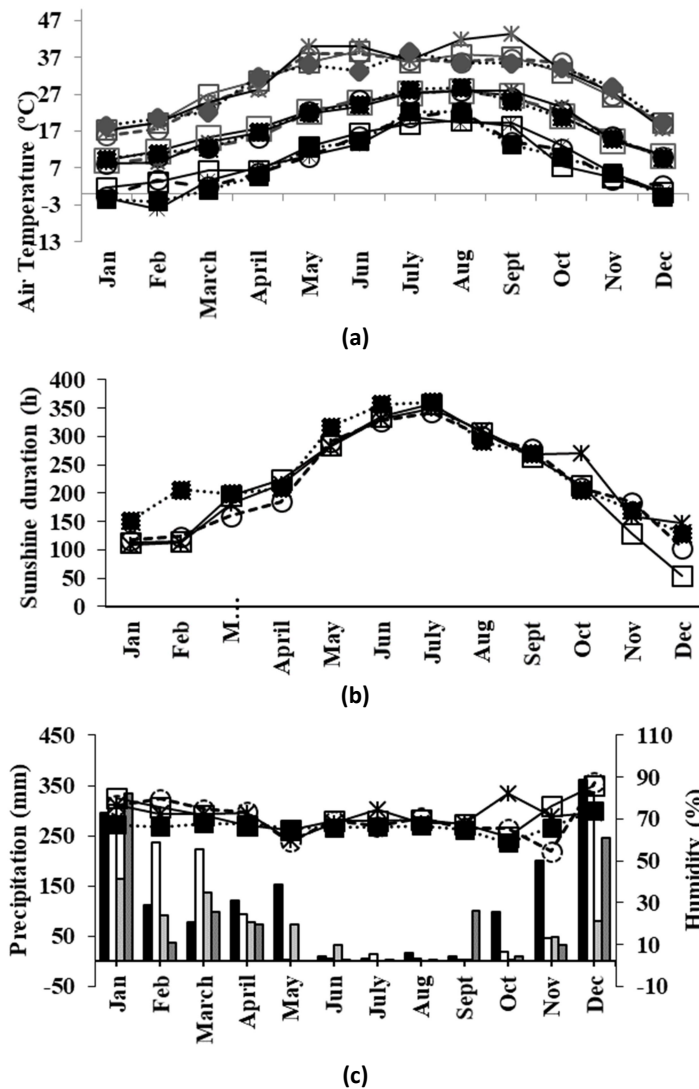 47
37
27
17
7
-3
-13
Air Temperature (°C)
Jan Feb March April May Jun July Aug Sept Oct Nov Dec
(a)
400
350
300
250
200
150
100
50
0
Sunshine duration (h)
Jan Feb M... April May Jun July Aug Sept Oct Nov Dec
(b)
450
350
250
150
50
-50
Precipitation (mm)
110
90
70
50
30
10
-10
Humidity (%)
Jan Feb March April May Jun July Aug Sept Oct Nov Dec
(c)